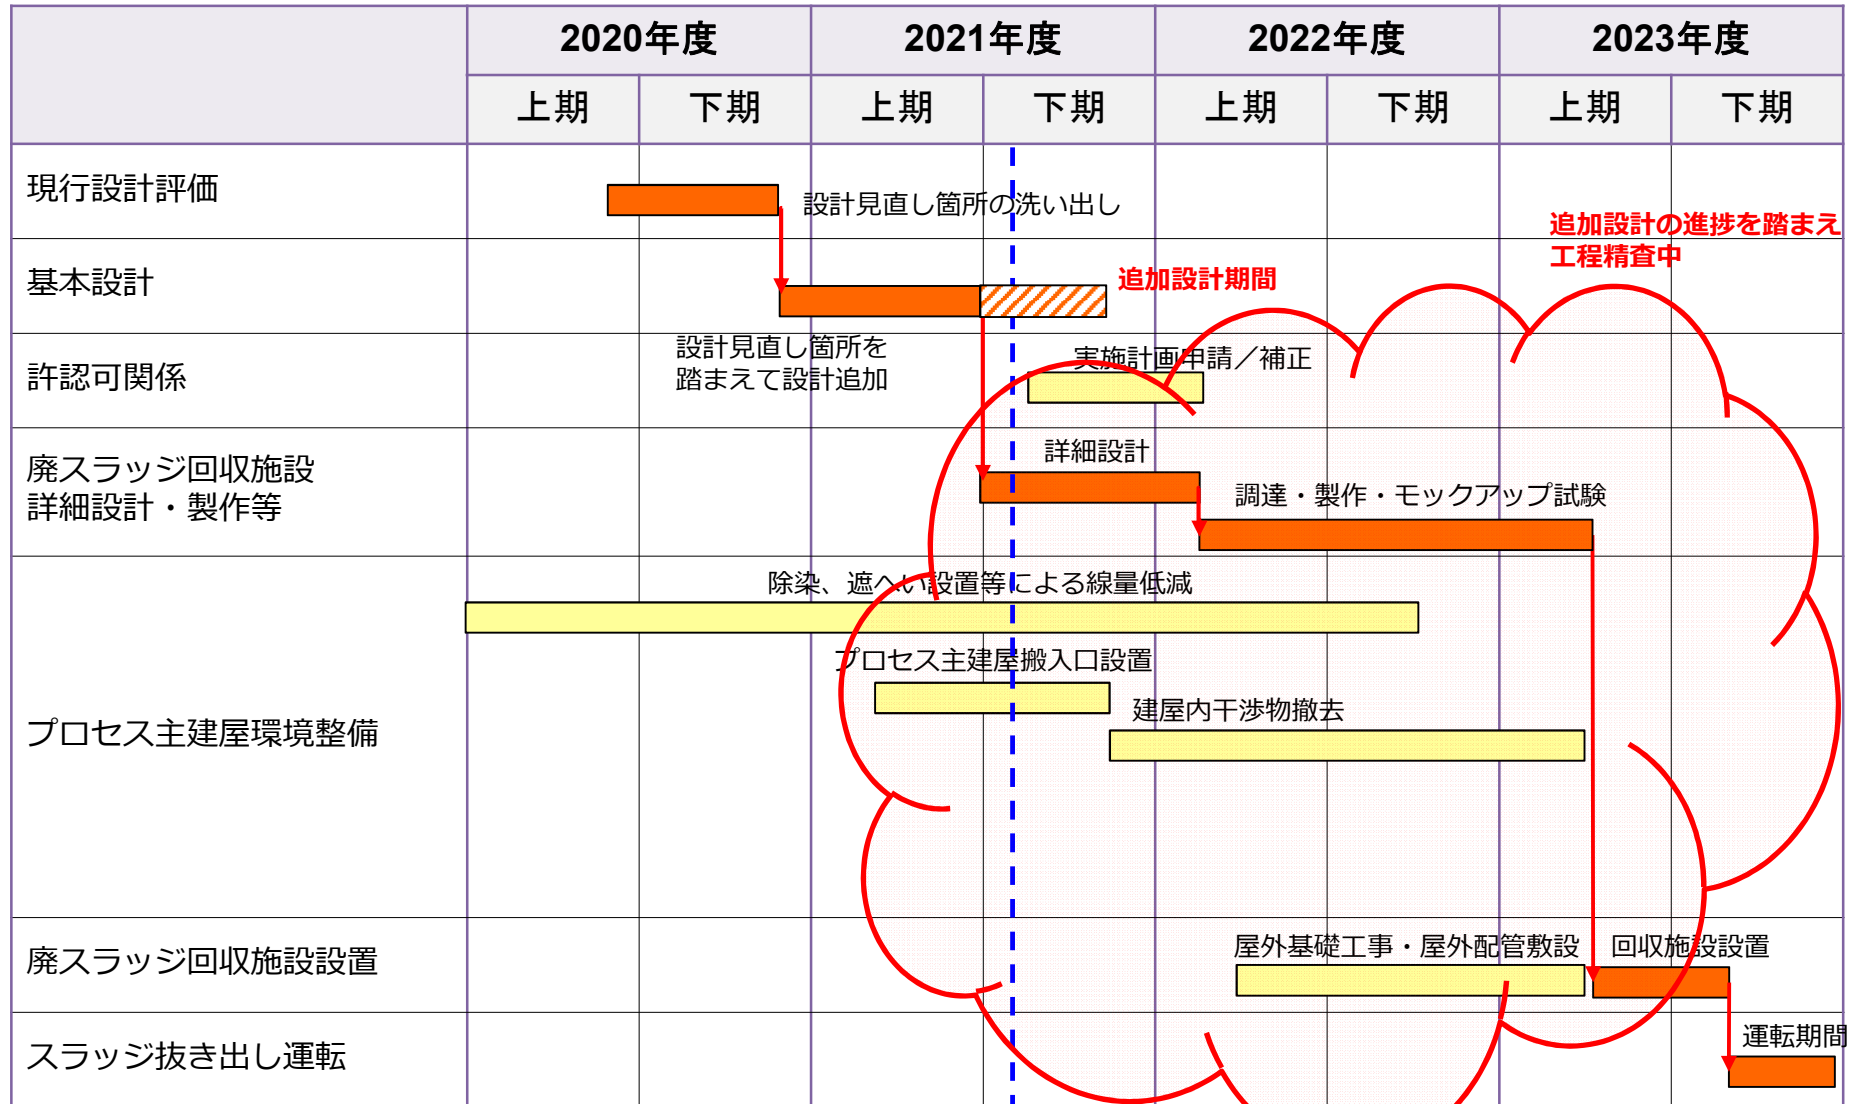 2020年度 2021年度 2022年度 2023年度
上期 下期 上期 下期 上期 下期 上期 下期
現行設計評価
設計見直し箇所の洗い出し
追加設計の進捗を踏まえ
工程精査中
基本設計
追加設計期間
設計見直し箇所を
踏まえて設計追加
許認可関係
実施計画申請／補正
廃スラッジ回収施設
詳細設計・製作等
詳細設計
調達・製作・モックアップ試験
プロセス主建屋環境整備
除染、遮へい設置等による線量低減
プロセス主建屋搬入口設置
建屋内干渉物撤去
廃スラッジ回収施設設置
屋外基礎工事・屋外配管敷設
回収施設設置
スラッジ抜き出し運転
運転期間